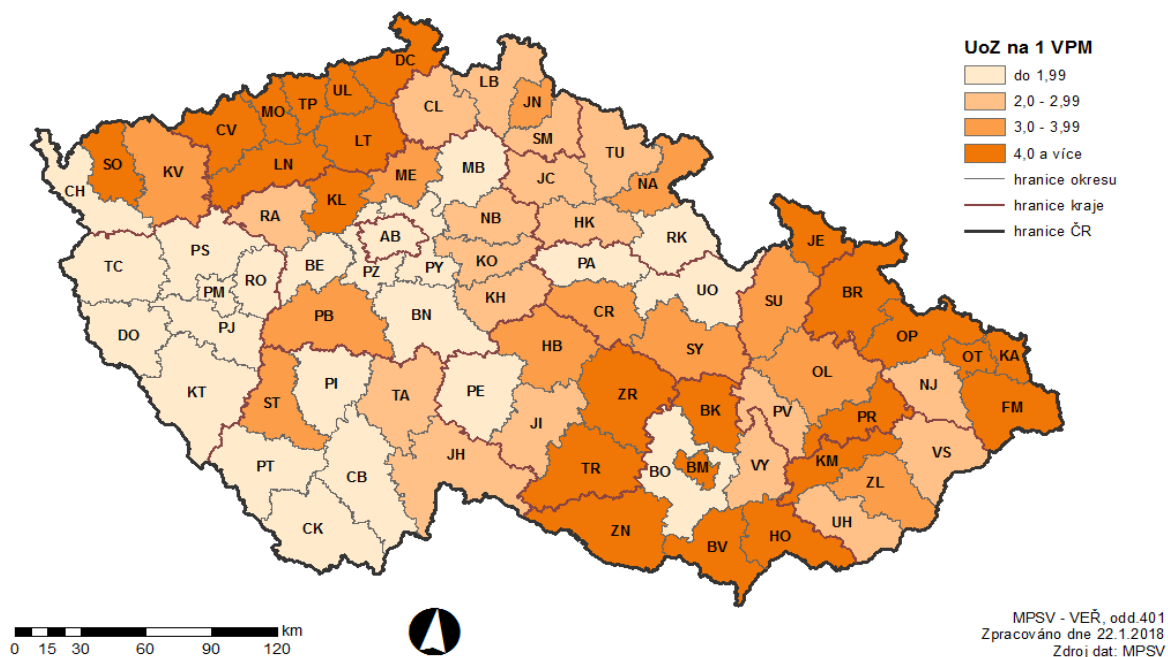 UoZ na 1 VPM
do 1,99
2,0 - 2,99
3,0 - 3,99
4,0 a více
hranice okresu
hranice kraje
hranice ČR
DC
LB
UL
TP
JN
MO
CL
CV
SM
LT
TU
SO
LN
MB
KV
ME
JC
NA
CH
KL
RA
NB
HK
AB
RK
JE
PS
TC
BE
KO
PA
RO
PZ
PY
PM
UO
BR
KH
SU
PB
BN
CR
PJ
DO
OP
HB
SY
OT
KA
OL
PI
NJ
KT
PE
ZR
ST
TA
BK
PV
FM
PR
JI
VS
JH
KM
VY
TR
BO
BM
PT
CB
ZL
UH
CK
ZN
HO
BV
km
0 15 30 60 90 120
MPSV - VEŘ, odd.401
Zpracováno dne 22.1.2018
Zdroj dat: MPSV